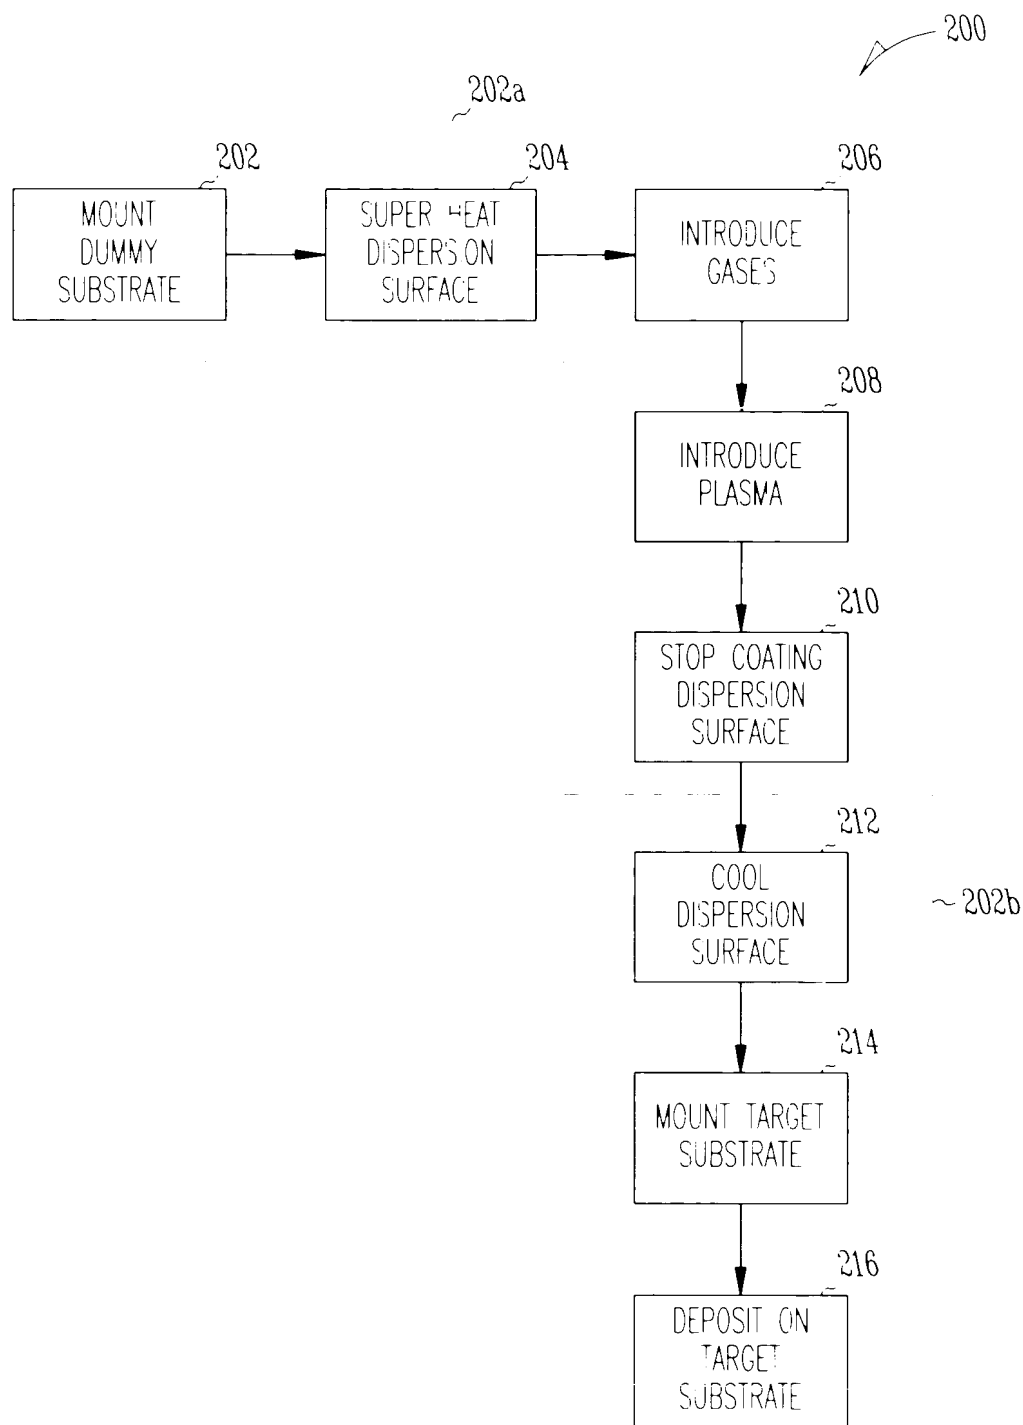 200
202a
202
204
206
MOUNT
DUMMY
SUBSTRATE
SUPER HEAT
DISPERSION
SURFACE
INTRODUCE
GASES
208
INTRODUCE
PLASMA
210
STOP COATING
DISPERSION
SURFACE
212
COOL
DISPERSION
SURFACE
202b
214
MOUNT TARGET
SUBSTRATE
216
DEPOSIT ON
TARGET
SUBSTRATE